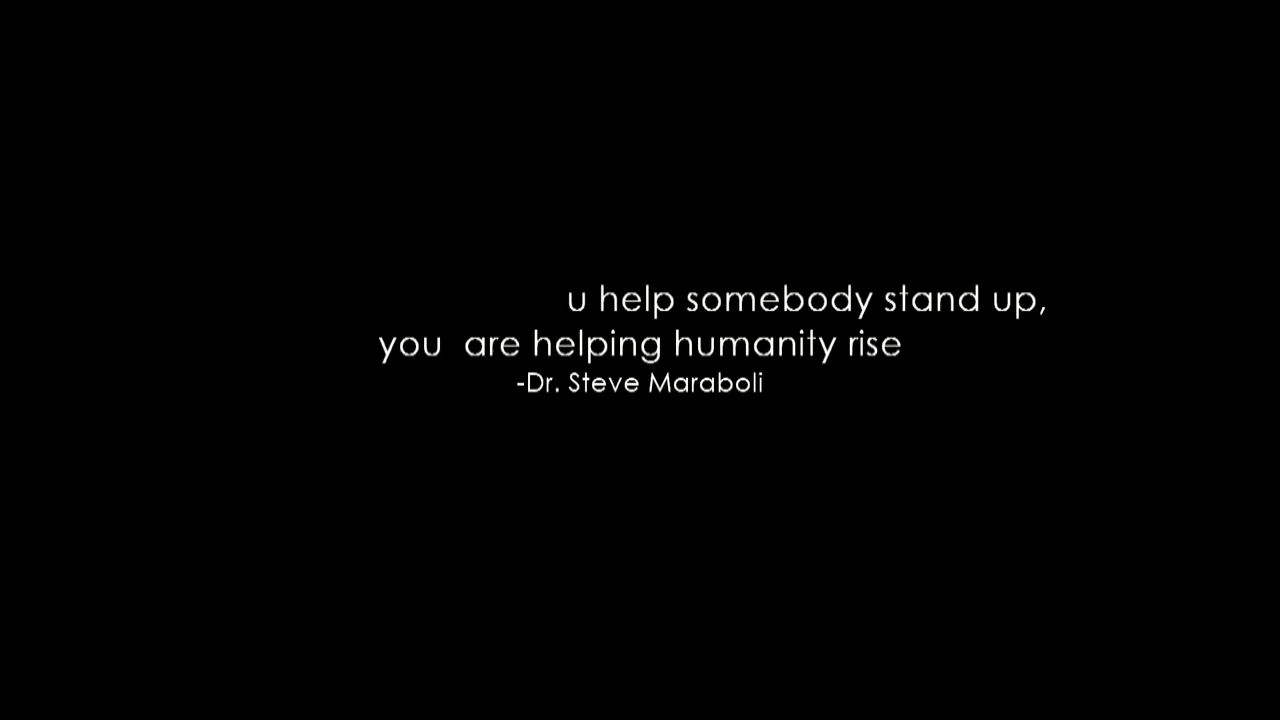 u help somebody stand up,
you are helping humanity rise
-Dr. Steve Maraboli